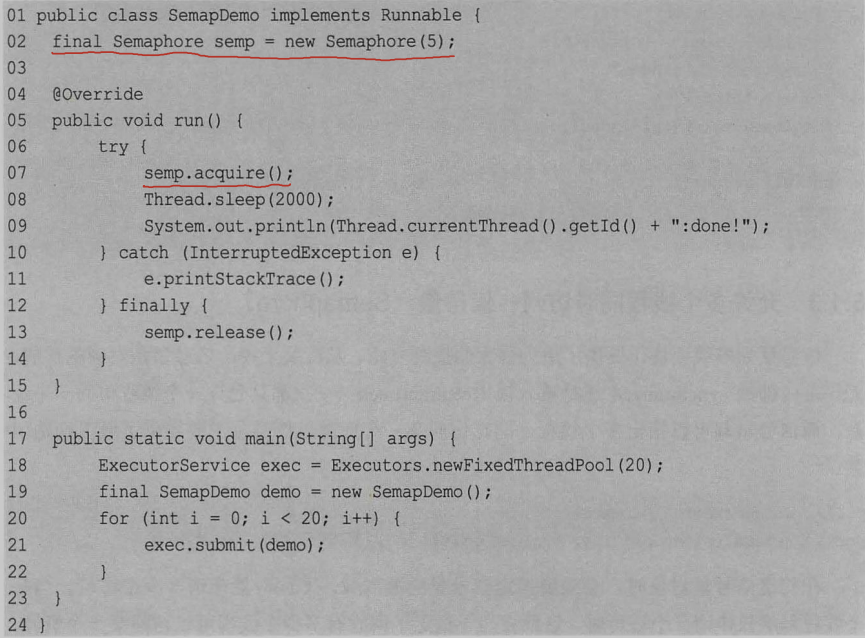 01 public class SemapDemo implements Runnable {
02   final Semaphore semp = new Semaphore(5);
03
04   @Override
05   public void run() {
06       try {
07           semp.acquire();
08           Thread.sleep(2000);
09           System.out.println(Thread.currentThread().getId() + ":done!");
10       } catch (InterruptedException e) {
11           e.printStackTrace();
12       } finally {
13           semp.release();
14       }
15   }
16
17   public static void main(String[] args) {
18       ExecutorService exec = Executors.newFixedThreadPool(20);
19       final SemapDemo demo = new SemapDemo();
20       for (int i = 0; i < 20; i++) {
21           exec.submit(demo);
22       }
23   }
24 }